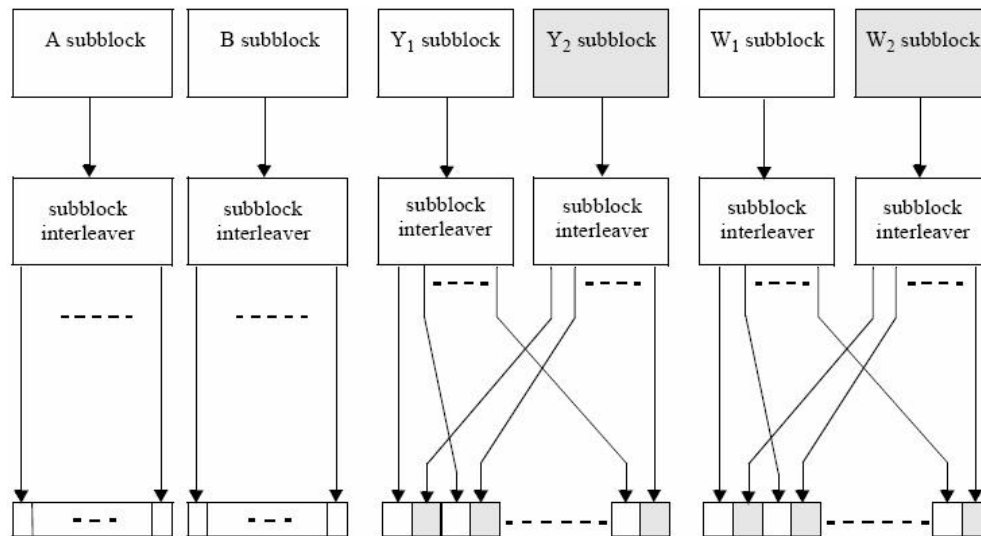 A subblock
B subblock
Y₁ subblock
Y₂ subblock
W₁ subblock
W₂ subblock
subblock
interleaver
subblock
interleaver
subblock
interleaver
subblock
interleaver
subblock
interleaver
subblock
interleaver